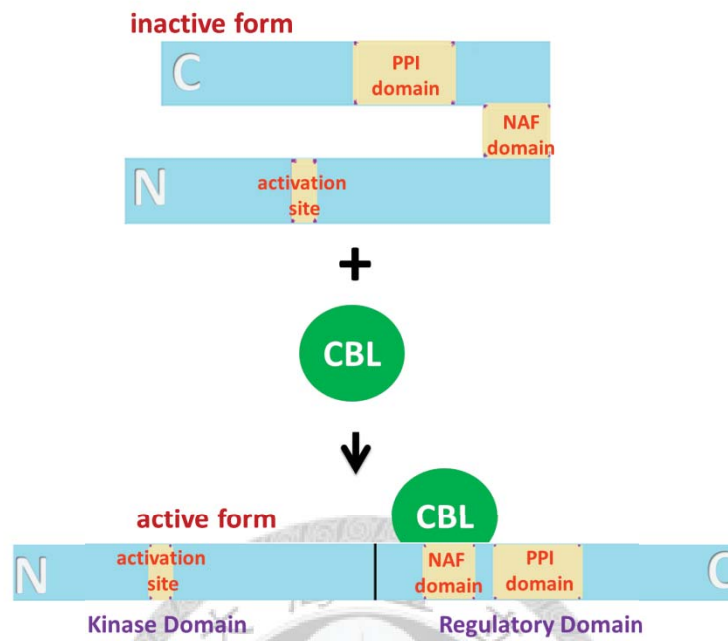 inactive form
C
PPI
domain
NAF
domain
N
activation
site
+
CBL
active form
CBL
N
activation
site
NAF
domain
PPI
domain
C
Kinase Domain
Regulatory Domain